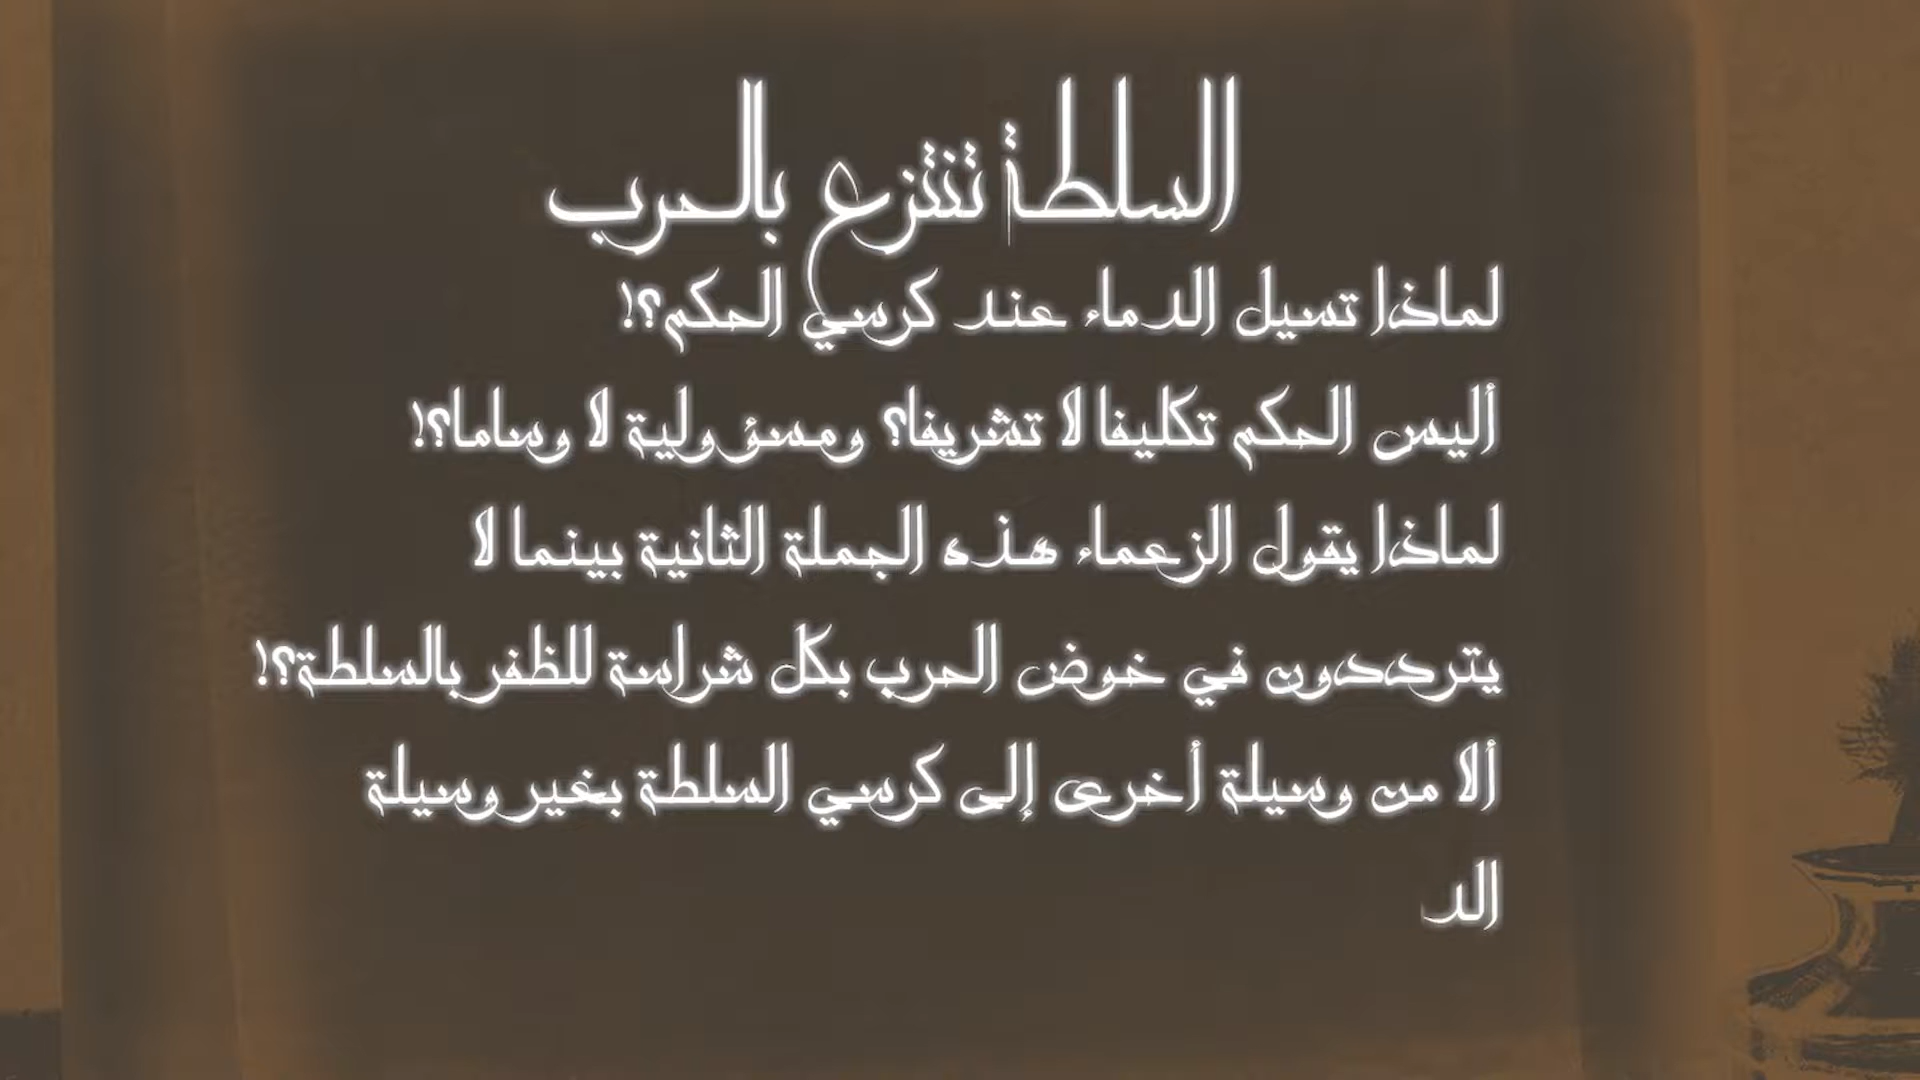 السلطة تنتزع بالحرب
لماذا تسيل الدماء عند كرسي الحكم؟!
أليس الحكم تكليفا لا تشريفا؟ ومسؤولية لا وساما؟!
لماذا يقول الزعماء هذه الجملة الثانية بينما لا
يترددون في خوض الحرب بكل شراسة للظفر بالسلطة؟!
ألا من وسيلة أخرى إلى كرسي السلطة بغير وسيلة
الد